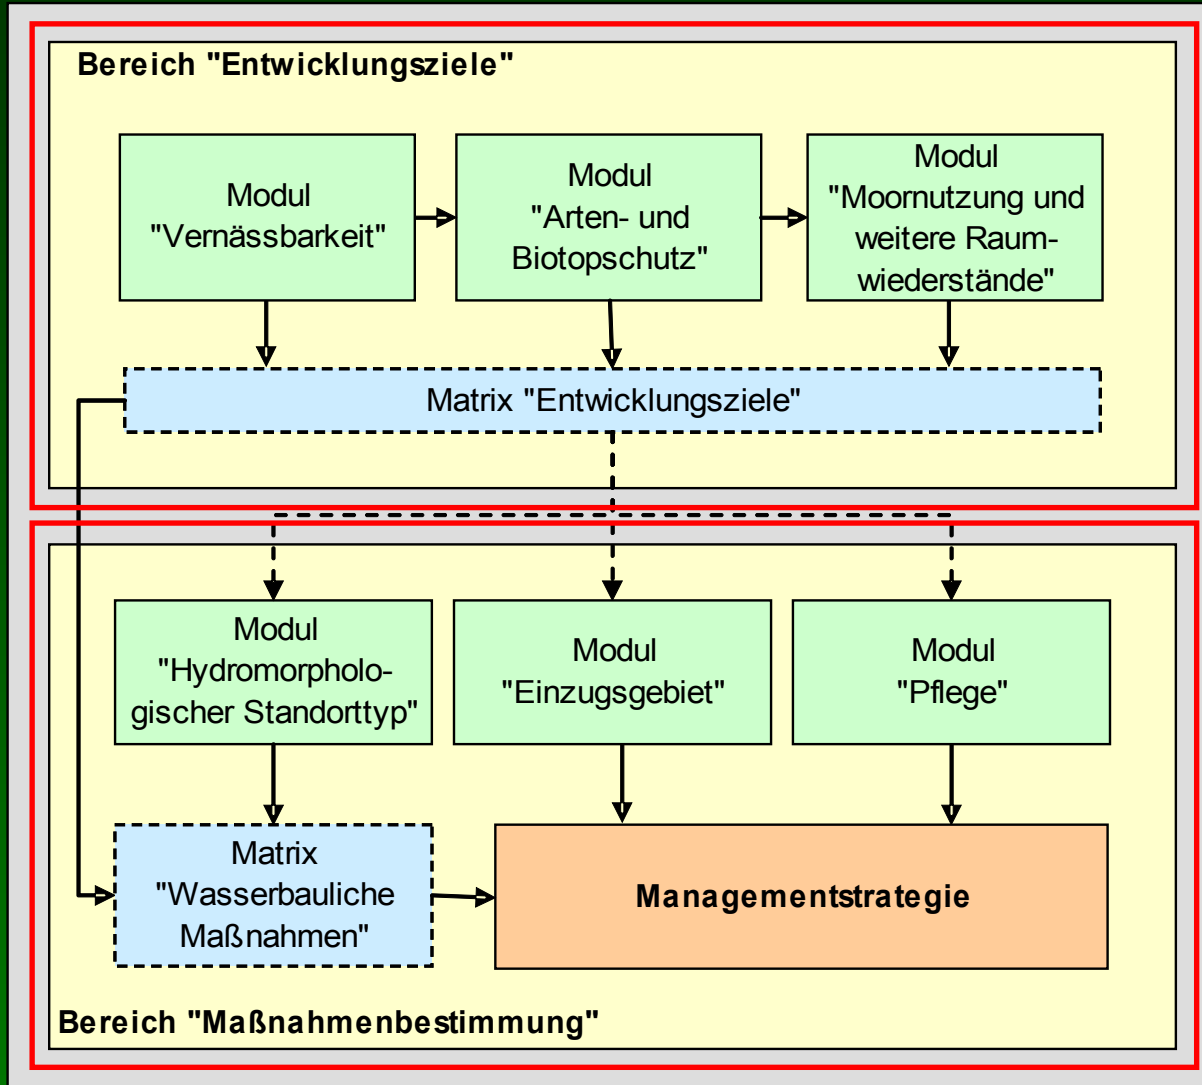 Bereich "Entwicklungsziele"
Modul
"Vernässbarkeit"
Modul
"Arten- und
Biotopschutz"
Modul
"Moornutzung und
weitere Raum-
wiederstände"
Matrix "Entwicklungsziele"
Modul
"Hydromorpholo-
gischer Standorttyp"
Modul
"Einzugsgebiet"
Modul
"Pflege"
Matrix
"Wasserbauliche
Maßnahmen"
Managementstrategie
Bereich "Maßnahmenbestimmung"